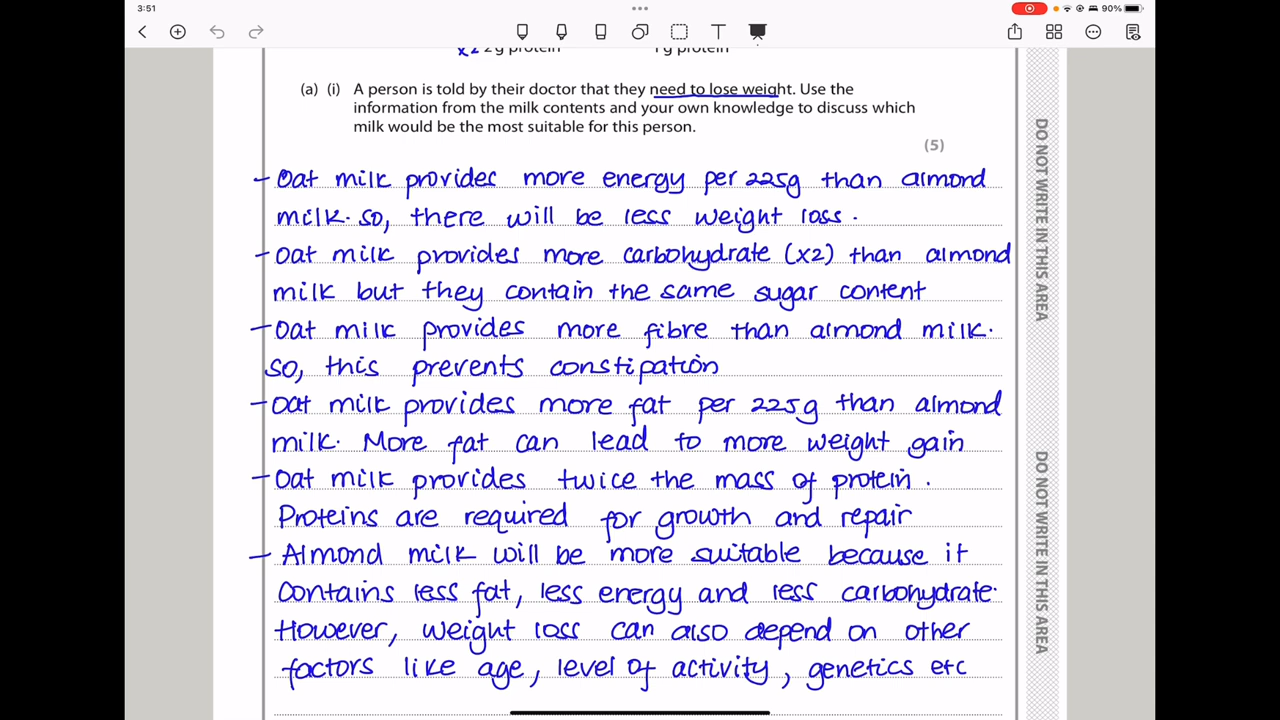 3:51
90%
x2 2g protein
1g protein
(a) (i) A person is told by their doctor that they need to lose weight. Use the
information from the milk contents and your own knowledge to discuss which
milk would be the most suitable for this person.
(5)
- Oat milk provides more energy per 225g than almond
milk. so, there will be less weight loss.
- Oat milk provides more carbohydrate (x2) than almond
milk but they contain the same sugar content
- Oat milk provides more fibre than almond milk.
so, this prevents constipation
- Oat milk provides more fat per 225g than almond
milk. More fat can lead to more weight gain
- Oat milk provides twice the mass of protein.
Proteins are required for growth and repair
- Almond milk will be more suitable because it
contains less fat, less energy and less carbohydrate.
However, weight loss can also depend on other
factors like age, level of activity, genetics etc
DO NOT WRITE IN THIS AREA
DO NOT WRITE IN THIS AREA